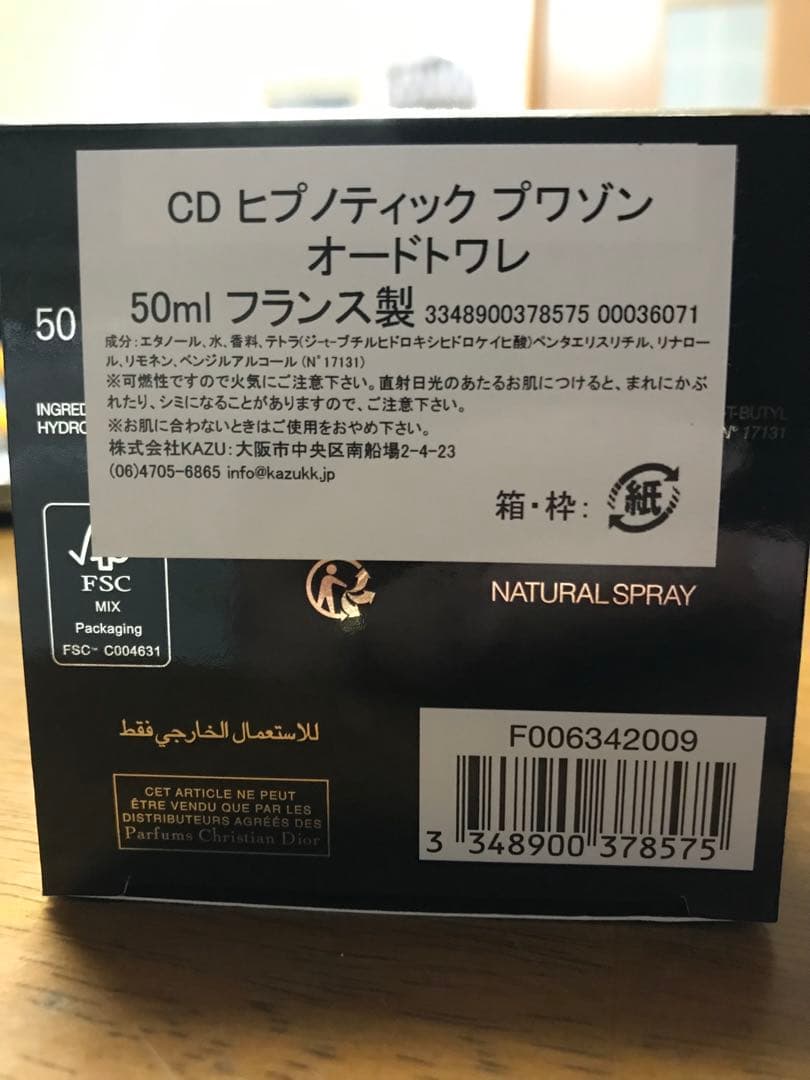 CD ヒプノティック プワゾン
オードトワレ
50ml フランス製 3348900378575 00036071
成分：エタノール、水、香料、テトラ(ジ-t-ブチルヒドロキシヒドロケイヒ酸)ペンタエリスリチル、リナロー
ル、リモネン、ベンジルアルコール (N°17131)
※可燃性ですので火気にご注意下さい。直射日光のあたるお肌につけると、まれにかぶ
れたり、シミになることがありますので、ご注意下さい。
※お肌に合わないときはご使用をおやめ下さい。
株式会社KAZU：大阪市中央区南船場2-4-23
(06)4705-6865 info@kazukk.jp
箱・枠：
紙
50
INGRED
HYDRO
T-BUTYL
N° 17131
FSC
MIX
Packaging
FSC™ C004631
NATURAL SPRAY
للاستعمال الخارجي فقط
CET ARTICLE NE PEUT
ÊTRE VENDU QUE PAR LES
DISTRIBUTEURS AGRÉÉS DES
Parfums Christian Dior
F006342009
3 348900 378575